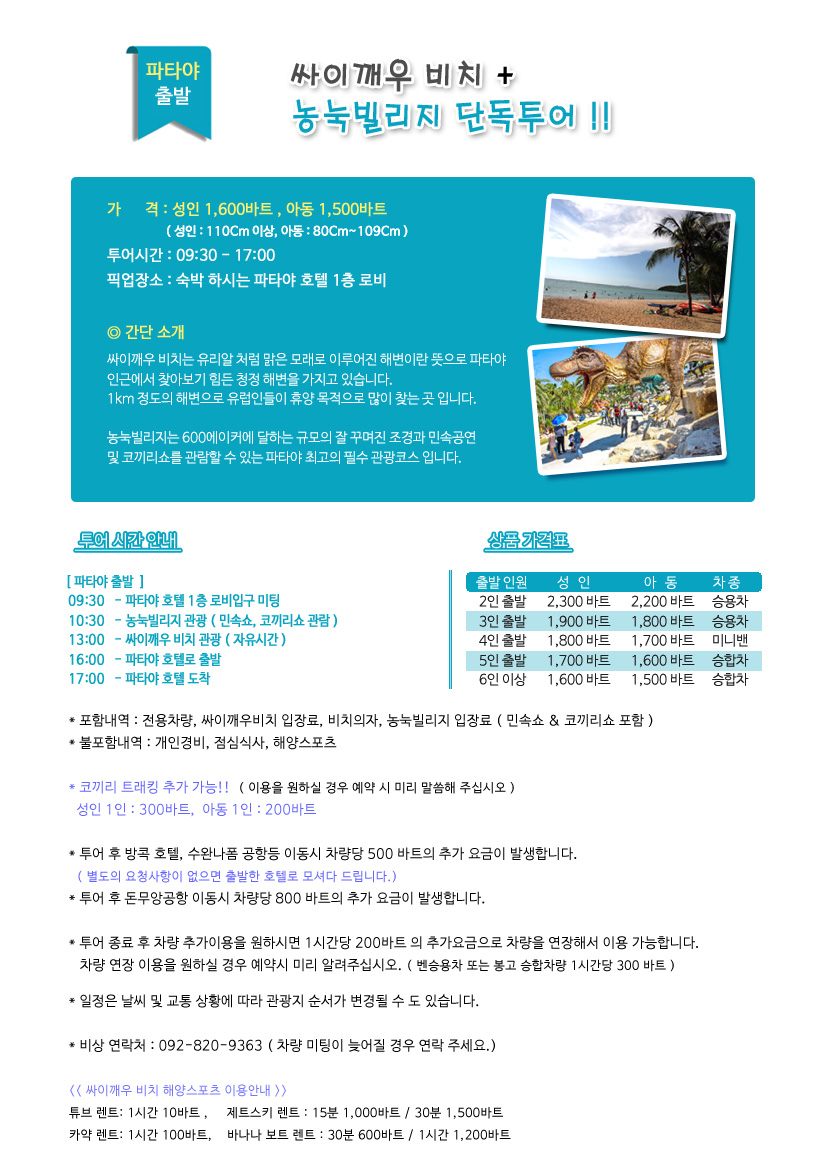 파타야
출발
싸이깨우 비치 +
농눅빌리지 단독투어 !!
가 격 : 성인 1,600바트 , 아동 1,500바트
( 성인 : 110Cm 이상, 아동 : 80Cm~109Cm )
투어시간 : 09:30 - 17:00
픽업장소 : 숙박 하시는 파타야 호텔 1층 로비
◎ 간단 소개
싸이깨우 비치는 유리알 처럼 맑은 모래로 이루어진 해변이란 뜻으로 파타야
인근에서 찾아보기 힘든 청정 해변을 가지고 있습니다.
1km 정도의 해변으로 유럽인들이 휴양 목적으로 많이 찾는 곳 입니다.
농눅빌리지는 600에이커에 달하는 규모의 잘 꾸며진 조경과 민속공연
및 코끼리쇼를 관람할 수 있는 파타야 최고의 필수 관광코스 입니다.
투어 시간 안내
[ 파타야 출발 ]
09:30 - 파타야 호텔 1층 로비입구 미팅
10:30 - 농눅빌리지 관광 ( 민속쇼, 코끼리쇼 관람 )
13:00 - 싸이깨우 비치 관광 ( 자유시간 )
16:00 - 파타야 호텔로 출발
17:00 - 파타야 호텔 도착
상품 가격표
출발 인원 성 인 아 동 차 종
2인 출발 2,300 바트 2,200 바트 승용차
3인 출발 1,900 바트 1,800 바트 승용차
4인 출발 1,800 바트 1,700 바트 미니밴
5인 출발 1,700 바트 1,600 바트 승합차
6인 이상 1,600 바트 1,500 바트 승합차
* 포함내역 : 전용차량, 싸이깨우비치 입장료, 비치의자, 농눅빌리지 입장료 ( 민속쇼 & 코끼리쇼 포함 )
* 불포함내역 : 개인경비, 점심식사, 해양스포츠
* 코끼리 트래킹 추가 가능!! ( 이용을 원하실 경우 예약 시 미리 말씀해 주십시오 )
성인 1인 : 300바트, 아동 1인 : 200바트
* 투어 후 방콕 호텔, 수완나폼 공항등 이동시 차량당 500 바트의 추가 요금이 발생합니다.
( 별도의 요청사항이 없으면 출발한 호텔로 모셔다 드립니다.)
* 투어 후 돈무앙공항 이동시 차량당 800 바트의 추가 요금이 발생합니다.
* 투어 종료 후 차량 추가이용을 원하시면 1시간당 200바트 의 추가요금으로 차량을 연장해서 이용 가능합니다.
차량 연장 이용을 원하실 경우 예약시 미리 알려주십시오. ( 벤승용차 또는 봉고 승합차량 1시간당 300 바트 )
* 일정은 날씨 및 교통 상황에 따라 관광지 순서가 변경될 수 도 있습니다.
* 비상 연락처 : 092-820-9363 ( 차량 미팅이 늦어질 경우 연락 주세요.)
<< 싸이깨우 비치 해양스포츠 이용안내 >>
튜브 렌트: 1시간 10바트 , 제트스키 렌트 : 15분 1,000바트 / 30분 1,500바트
카약 렌트: 1시간 100바트, 바나나 보트 렌트 : 30분 600바트 / 1시간 1,200바트